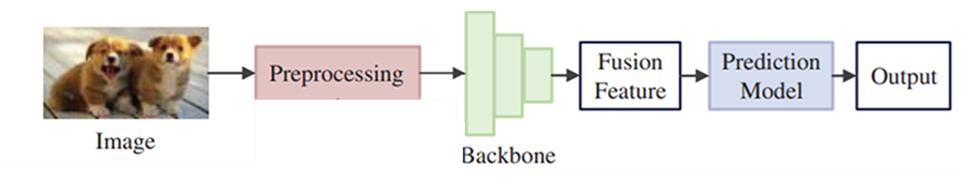 Preprocessing
Fusion
Feature
Prediction
Model
Output
Image
Backbone